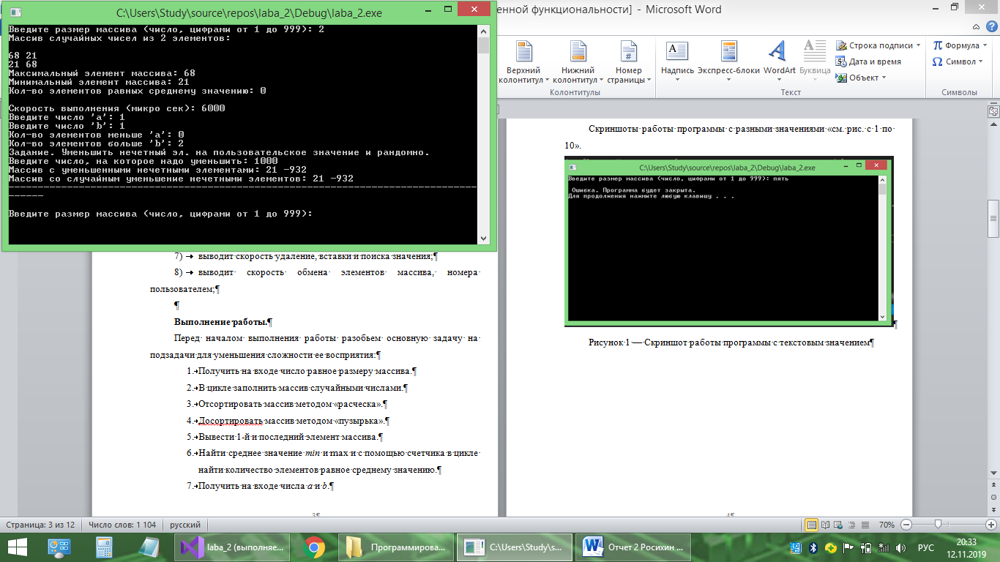 C:\Users\Study\source\repos\laba_2\Debug\laba_2.exe
Введите размер массива (число, цифрами от 1 до 999): 2
Массив случайных чисел из 2 элементов:
68 21
21 68
Максимальный элемент массива: 68
Минимальный элемент массива: 21
Кол-во элементов равных среднему значению: 0
Скорость выполнения (микро сек): 6000
Введите число 'a': 1
Введите число 'b': 1
Кол-во элементов меньше 'a': 0
Кол-во элементов больше 'b': 2
Задание. Уменьшить нечетный эл. на пользовательское значение и рандомно.
Введите число, на которое надо уменьшить: 1000
Массив с уменьшенными нечетными элементами: 21 -932
Массив со случайным уменьшение нечетными элементов: 21 -932
--------------------------------------------------------------------------------
------
Введите размер массива (число, цифрами от 1 до 999):
енной функциональности] - Microsoft Word
Верхний колонтитул
Нижний колонтитул
Номер страницы
Колонтитулы
Надпись
Экспресс-блоки
WordArt
Буквица
Строка подписи
Дата и время
Объект
Текст
π Формула
Ω Символ
Символы
7) → выводит скорость удаление, вставки и поиска значения;¶
8) → выводит скорость обмена элементов массива, номера
пользователем;¶
¶
Выполнение работы.¶
Перед началом выполнения работы разобьем основную задачу на
подзадачи для уменьшения сложности ее восприятия:¶
1.→Получить на входе число равное размеру массива.¶
2.→В цикле заполнить массив случайными числами.¶
3.→Отсортировать массив методом «расческа».¶
4.→Досортировать массив методом «пузырька».¶
5.→Вывести 1-й и последний элемент массива.¶
6.→Найти среднее значение min и max и с помощью счетчика в цикле
найти количество элементов равное среднему значению.¶
7.→Получить на входе числа a и b.¶
3¶
Скриншоты работы программы с разными значениями «см. рис. с 1 по
10».
C:\Users\Study\source\repos\laba_2\Debug\laba_2.exe
Введите размер массива (число, цифрами от 1 до 999): пять
Ошибка. Программа будет закрыта.
Для продолжения нажмите любую клавишу . . .
¶
Рисунок 1 — Скриншот работы программы с текстовым значением¶
4¶
Страница: 3 из 12
Число слов: 1 104
русский
70%
laba_2 (выполняе...
Программирова...
C:\Users\Study\s...
Отчет 2 Росихин ...
РУС
20:33
12.11.2019